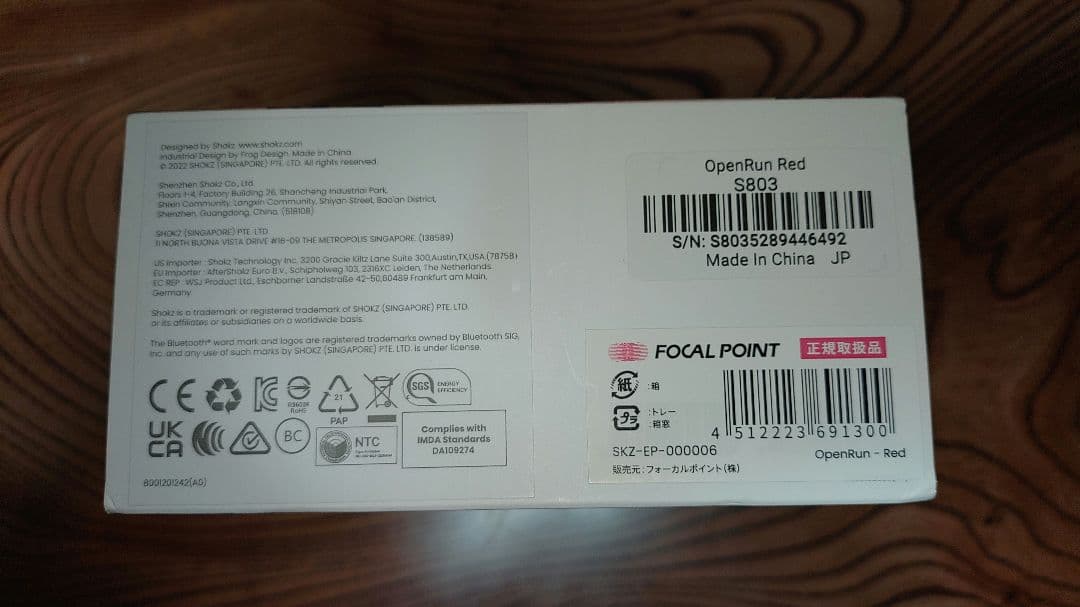 Designed by Shokz www.shokz.com
Industrial Design by Frog Design. Made in China
© 2022 SHOKZ (SINGAPORE) PTE. LTD. All rights reserved.
Shenzhen Shokz Co., Ltd.
Floors 1-4, Factory Building 26, Shancheng Industrial Park,
Shixin Community, Langxin Community, Shiyan Street, Bao'an District,
Shenzhen, Guangdong, China. (518108)
SHOKZ (SINGAPORE) PTE. LTD.
11 NORTH BUONA VISTA DRIVE #16-09 THE METROPOLIS SINGAPORE. (138589)
US Importer : Shokz Technology Inc, 3200 Gracie Kiltz Lane Suite 300,Austin,TX,USA.(78758)
EU Importer : AfterShokz Euro B.V., Schipholweg 103, 2316XC Leiden, The Netherlands.
EC REP : WSJ Product Ltd., Eschborner Landstraße 42-50,60489 Frankfurt am Main,
Germany
Shokz is a trademark or registered trademark of SHOKZ (SINGAPORE) PTE. LTD.
or its affiliates or subsidiaries on a worldwide basis.
The Bluetooth® word mark and logos are registered trademarks owned by Bluetooth SIG,
Inc. and any use of such marks by SHOKZ (SINGAPORE) PTE. LTD. is under license.
CE
RoHS
21
PAP
SGS ENERGY
EFFICIENCY
UK
CA
BC
NTC
Complies with
IMDA Standards
DA109274
8001201242(A0)
OpenRun Red
S803
S/N: S8035289446492
Made In China JP
FOCAL POINT 正規取扱品
紙 :箱
プラ :トレー
:箱窓
4 512223 691300
SKZ-EP-000006
OpenRun - Red
販売元:フォーカルポイント(株)